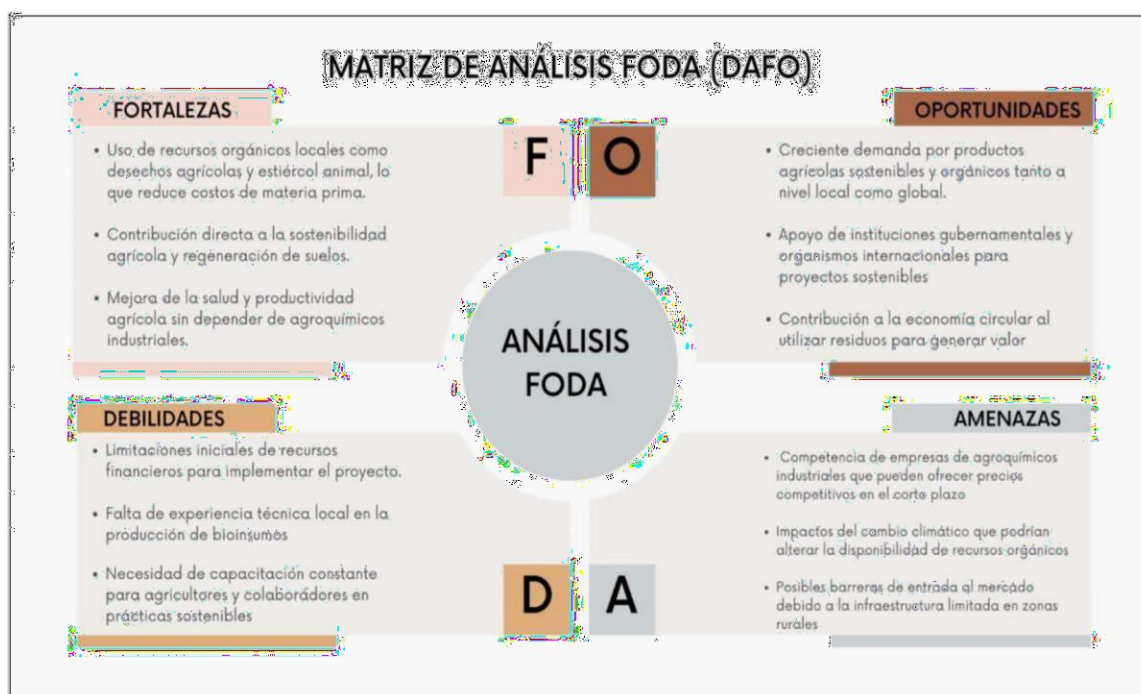 MATRIZ DE ANÁLISIS FODA (DAFO)
FORTALEZAS
• Uso de recursos orgánicos locales como
desechos agrícolas y estiércol animal, lo
que reduce costos de materia prima.
• Contribución directa a la sostenibilidad
agrícola y regeneración de suelos.
• Mejora de la salud y productividad
agrícola sin depender de agroquímicos
industriales.
F
O
OPORTUNIDADES
• Creciente demanda por productos
agrícolas sostenibles y orgánicos tanto a
nivel local como global.
• Apoyo de instituciones gubernamentales y
organismos internacionales para
proyectos sostenibles
• Contribución a la economía circular al
utilizar residuos para generar valor
ANÁLISIS
FODA
DEBILIDADES
• Limitaciones iniciales de recursos
financieros para implementar el proyecto.
• Falta de experiencia técnica local en la
producción de bioinsumos
• Necesidad de capacitación constante
para agricultores y colaboradores en
prácticas sostenibles
D
A
AMENAZAS
• Competencia de empresas de agroquímicos
industriales que pueden ofrecer precios
competitivos en el corto plazo
• Impactos del cambio climático que podrían
alterar la disponibilidad de recursos orgánicos
• Posibles barreras de entrada al mercado
debido a la infraestructura limitada en zonas
rurales